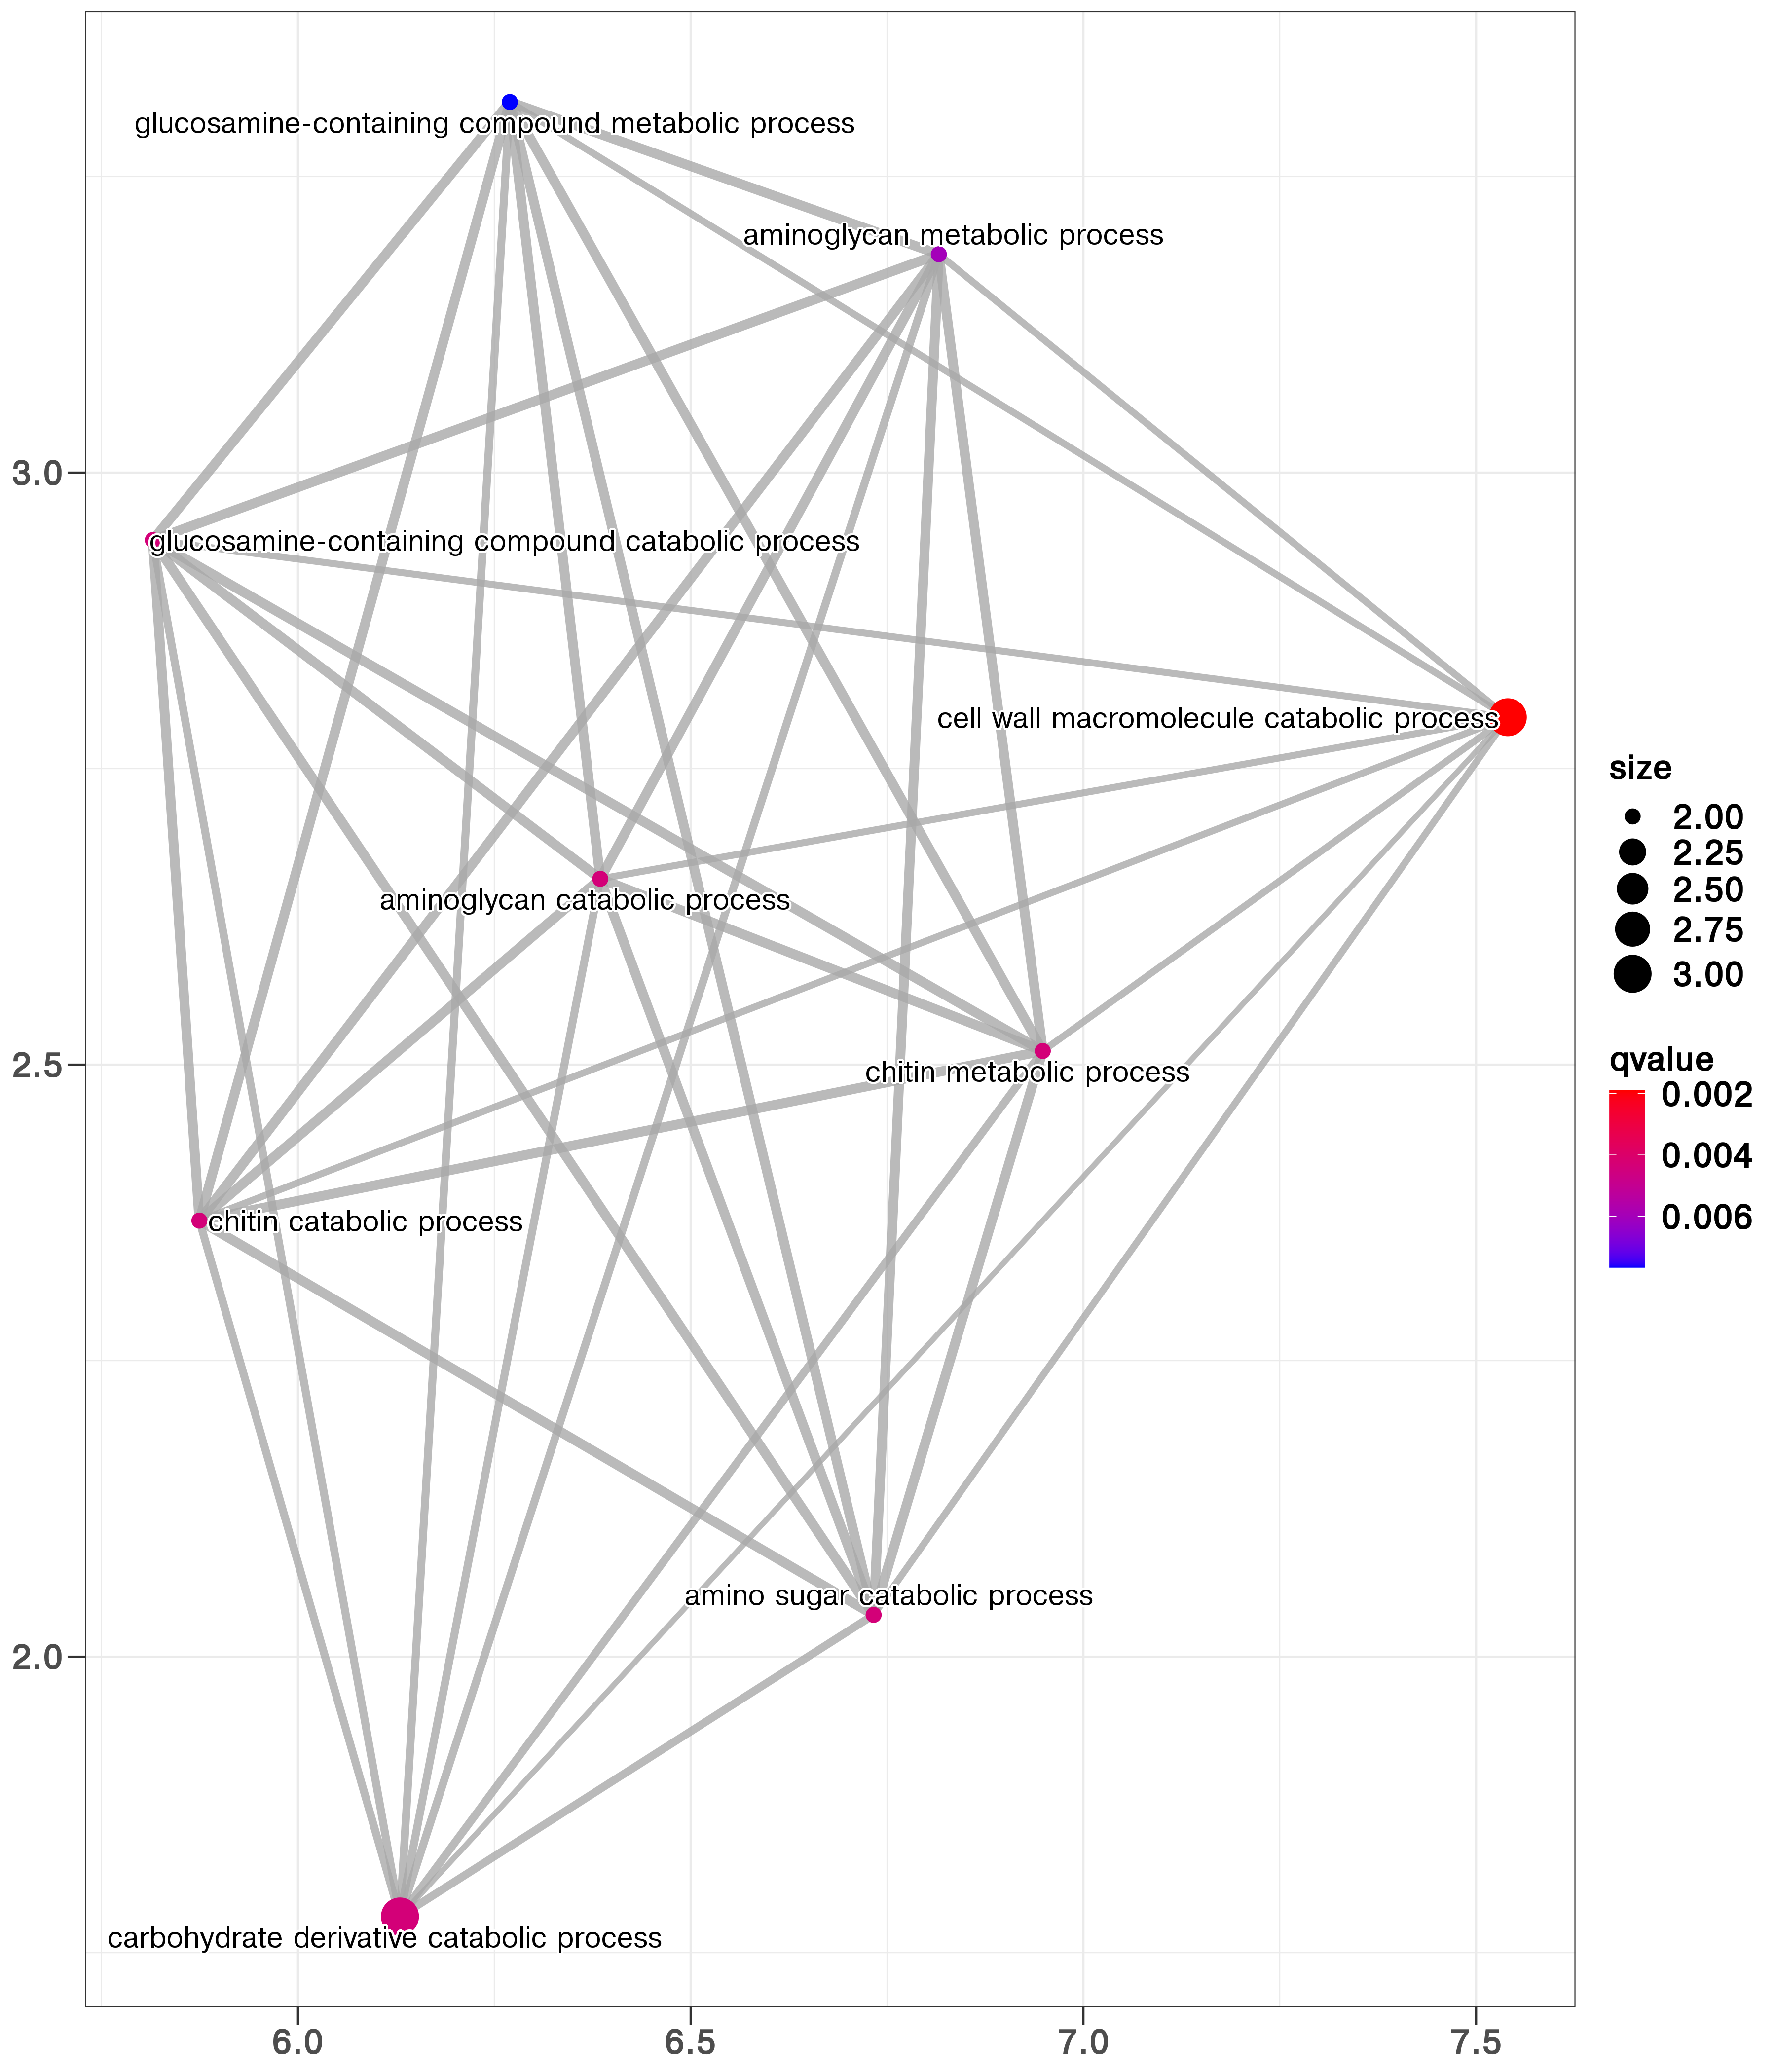 glucosamine-containing compound metabolic process
aminoglycan metabolic process
3.0
glucosamine-containing compound catabolic process
cell wall macromolecule catabolic process
aminoglycan catabolic process
2.5
chitin metabolic process
chitin catabolic process
amino sugar catabolic process
2.0
carbohydrate derivative catabolic process
6.0
6.5
7.0
7.5
size
2.00
2.25
2.50
2.75
3.00
qvalue
0.002
0.004
0.006